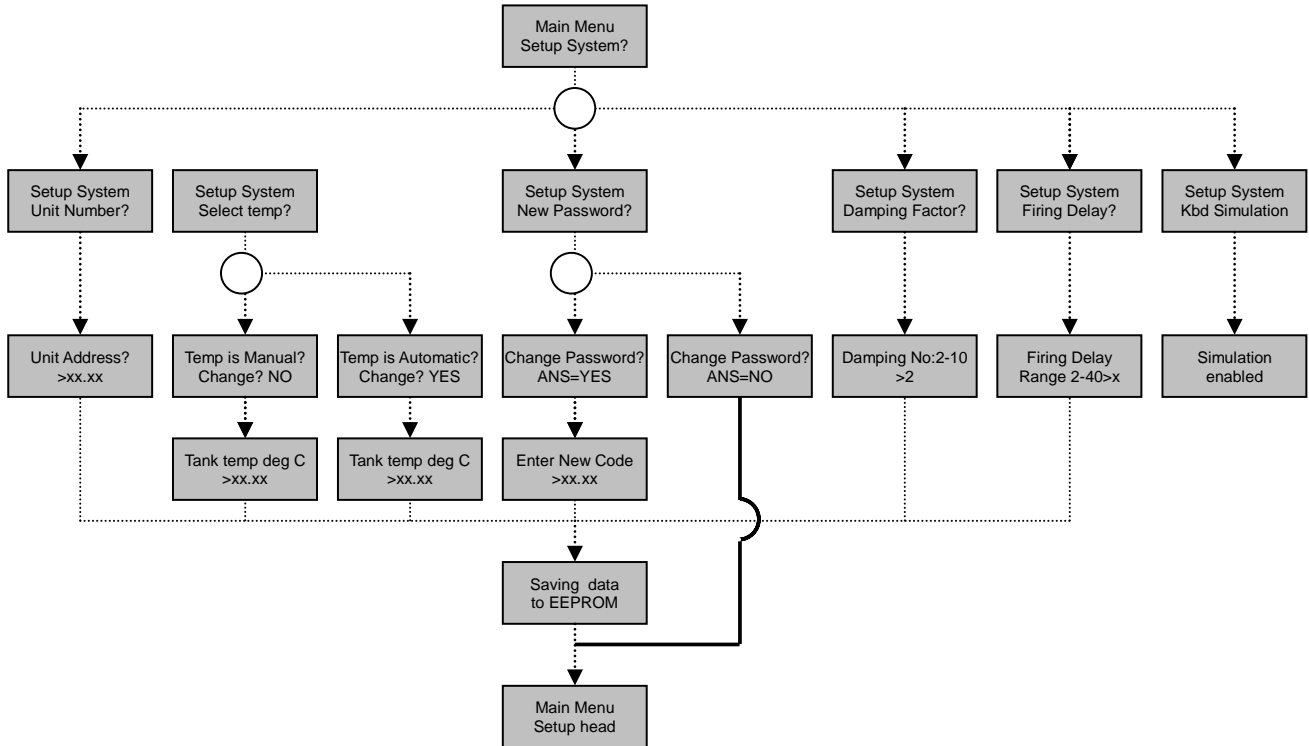 Main Menu
Setup System?
Setup System
Unit Number?
Setup System
Select temp?
Setup System
New Password?
Setup System
Damping Factor?
Setup System
Firing Delay?
Setup System
Kbd Simulation
Unit Address?
>xx.xx
Temp is Manual?
Change? NO
Temp is Automatic?
Change? YES
Change Password?
ANS=YES
Change Password?
ANS=NO
Damping No:2-10
>2
Firing Delay
Range 2-40>x
Simulation
enabled
Tank temp deg C
>xx.xx
Tank temp deg C
>xx.xx
Enter New Code
>xx.xx
Saving data
to EEPROM
Main Menu
Setup head